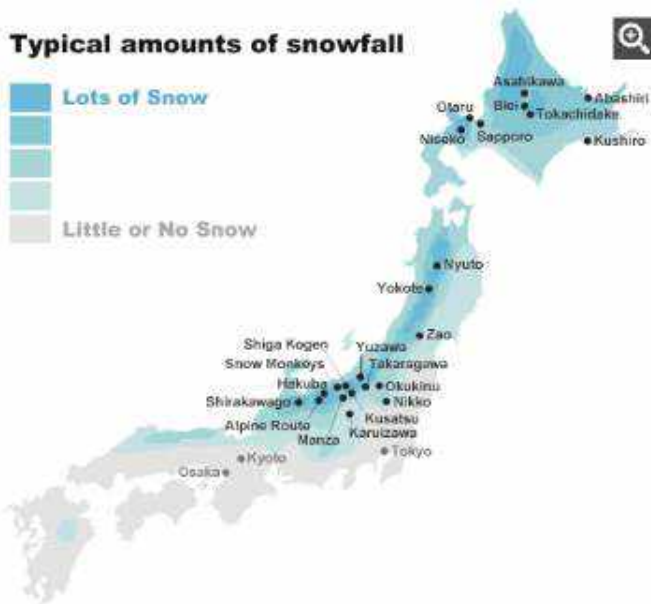 Typical amounts of snowfall
Lots of Snow
Little or No Snow
Asahikawa
Abashiri
Biei
Otaru
Tokachidake
Niseko
Sapporo
Kushiro
Nyuto
Yokote
Zao
Shiga Kogen
Yuzawa
Snow Monkeys
Takaragawa
Hakuba
Okukinu
Shirakawago
Nikko
Alpine Route
Kusatsu
Manza
Karuizawa
Kyoto
Tokyo
Osaka